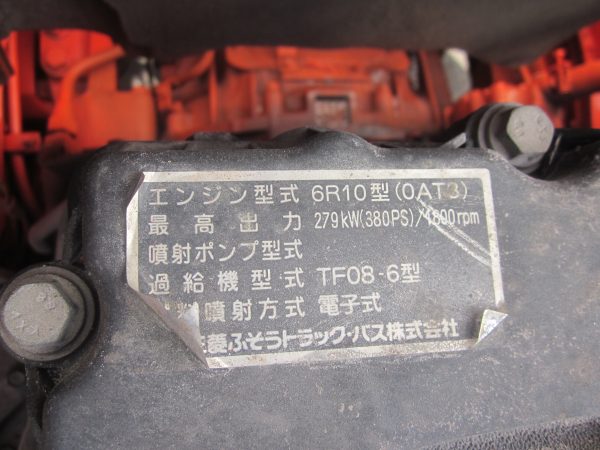 エンジン型式 6R10型(0AT3)
最高出力 279kW(380PS)/1800rpm
噴射ポンプ型式
過給機型式 TF08-6型
噴射方式 電子式
菱ふそうトラック・バス株式会社